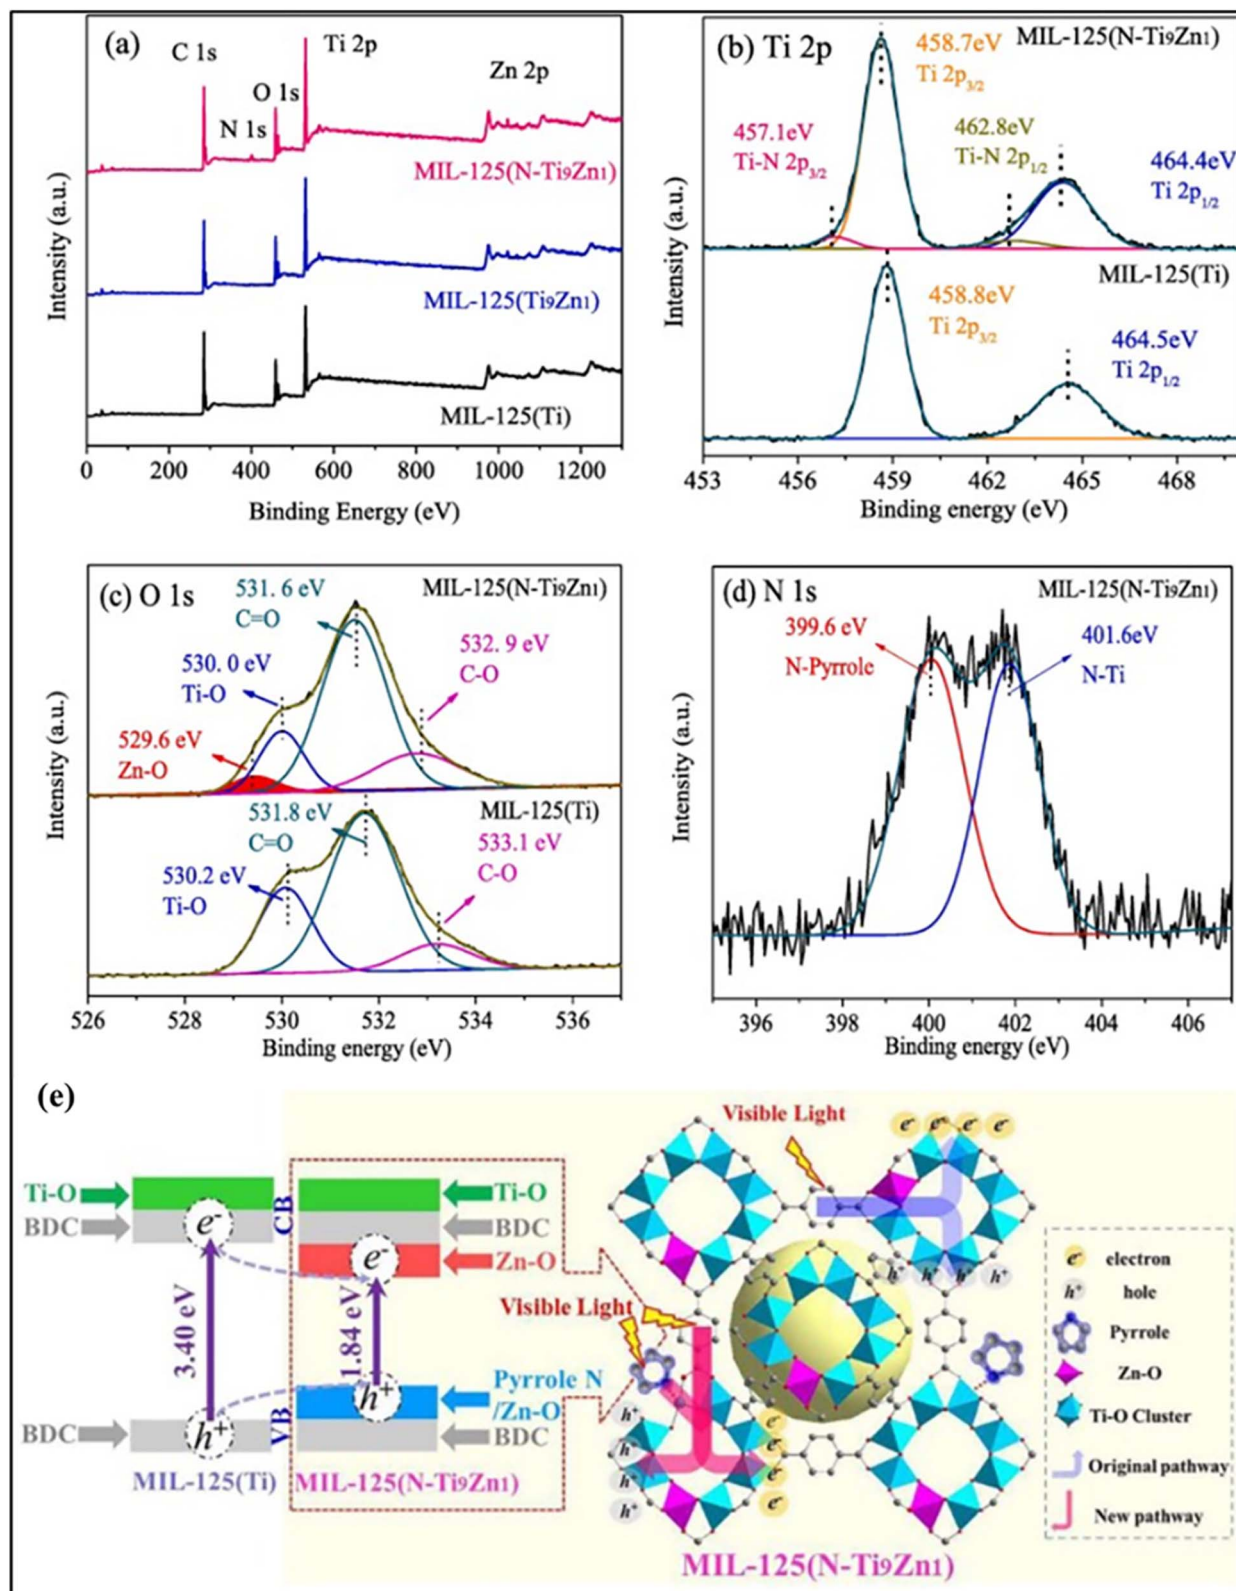 (a)
C 1s
Ti 2p
O 1s
N 1s
Zn 2p
MIL-125(N-Ti9Zn1)
MIL-125(Ti9Zn1)
MIL-125(Ti)
Intensity (a.u.)
0 200 400 600 800 1000 1200
Binding Energy (eV)
(b) Ti 2p
458.7eV
Ti 2p3/2
MIL-125(N-Ti9Zn1)
457.1eV
Ti-N 2p3/2
462.8eV
Ti-N 2p1/2
464.4eV
Ti 2p1/2
MIL-125(Ti)
458.8eV
Ti 2p3/2
464.5eV
Ti 2p1/2
Intensity (a.u.)
453 456 459 462 465 468
Binding energy (eV)
(c) O 1s
531. 6 eV
C=O
MIL-125(N-Ti9Zn1)
530. 0 eV
Ti-O
532. 9 eV
C-O
529.6 eV
Zn-O
531.8 eV
C=O
MIL-125(Ti)
533.1 eV
C-O
530.2 eV
Ti-O
Intensity (a.u.)
526 528 530 532 534 536
Binding energy (eV)
(d) N 1s
MIL-125(N-Ti9Zn1)
399.6 eV
N-Pyrrole
401.6eV
N-Ti
Intensity (a.u.)
396 398 400 402 404 406
Binding energy (eV)
(e)
Ti-O
BDC
e-
CB
Ti-O
BDC
Zn-O
e-
3.40 eV
1.84 eV
h+
h+
VB
Pyrrole N
/Zn-O
BDC
BDC
MIL-125(Ti)
MIL-125(N-Ti9Zn1)
Visible Light
e- e- e- e-
h+ h+ h+ h+
Visible Light
h+
h+
h+
h+
e-
e-
e-
e-
MIL-125(N-Ti9Zn1)
e- electron
h+ hole
Pyrrole
Zn-O
Ti-O Cluster
Original pathway
New pathway